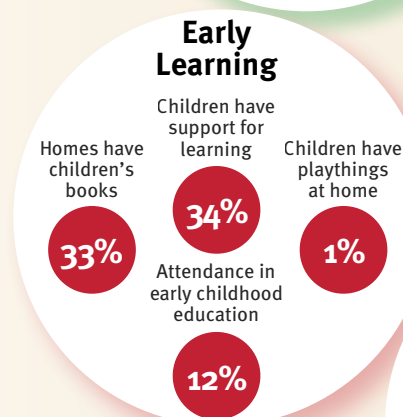 Early
Learning
Children have
support for
learning
34%
Homes have
children's
books
33%
Children have
playthings
at home
1%
Attendance in
early childhood
education
12%